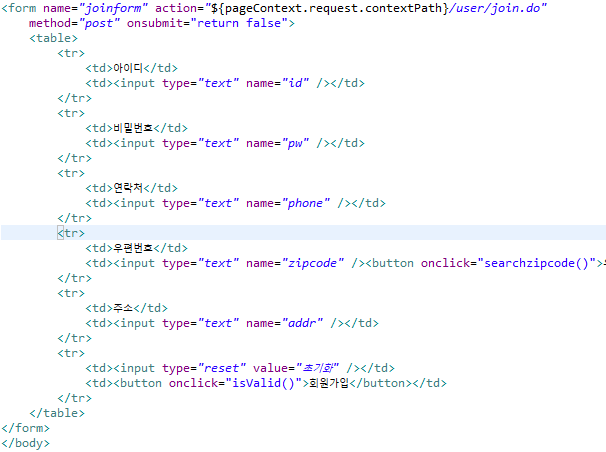 <form name="joinform" action="${pageContext.request.contextPath}/user/join.do"
method="post" onsubmit="return false">
<table>
<tr>
<td>아이디</td>
<td><input type="text" name="id" /></td>
</tr>
<tr>
<td>비밀번호</td>
<td><input type="text" name="pw" /></td>
</tr>
<tr>
<td>연락처</td>
<td><input type="text" name="phone" /></td>
</tr>
<tr>
<td>우편번호</td>
<td><input type="text" name="zipcode" /><button onclick="searchzipcode()">
<tr>
<td>주소</td>
<td><input type="text" name="addr" /></td>
</tr>
<tr>
<td><input type="reset" value="초기화" /></td>
<td><button onclick="isValid()">회원가입</button></td>
</tr>
</table>
</form>
</body>